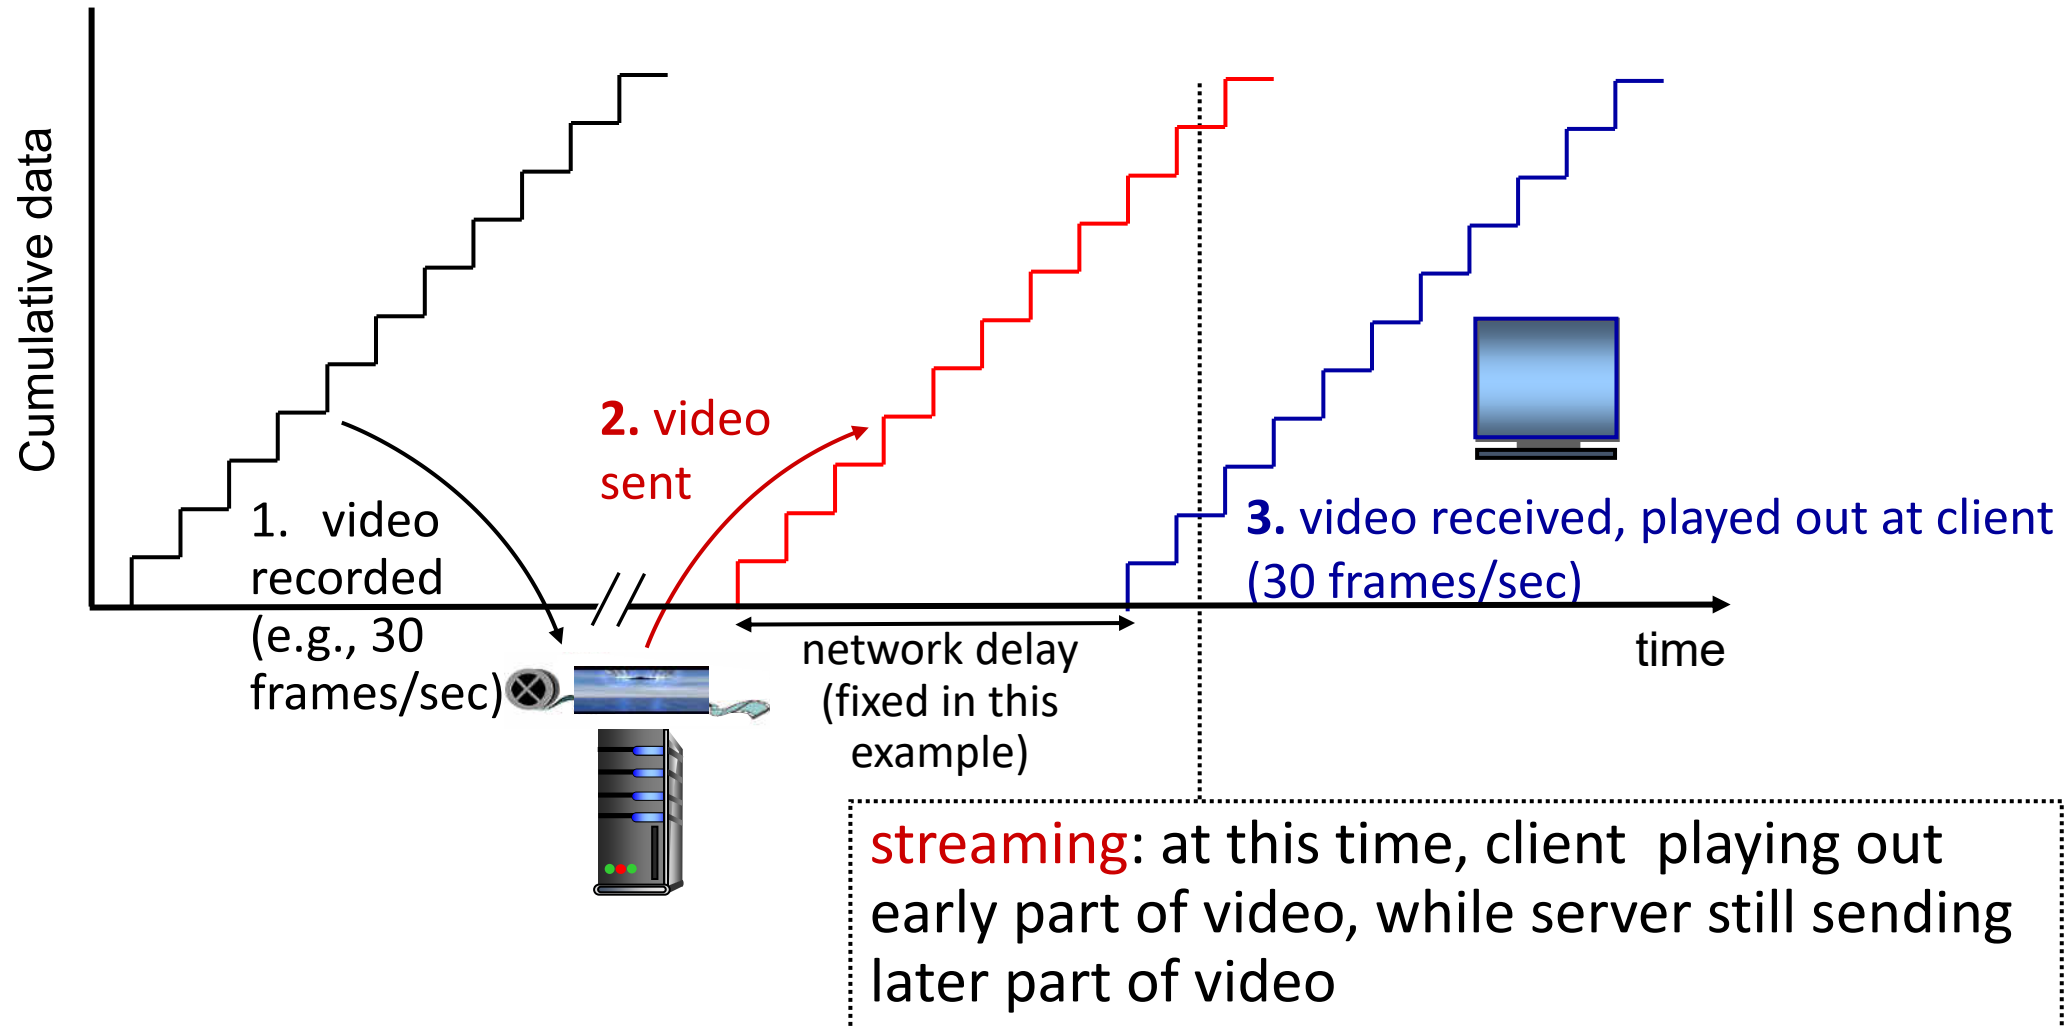 Cumulative data
1. video
recorded
(e.g., 30
frames/sec)
2. video
sent
3. video received, played out at client
(30 frames/sec)
network delay
(fixed in this
example)
time
streaming: at this time, client playing out
early part of video, while server still sending
later part of video